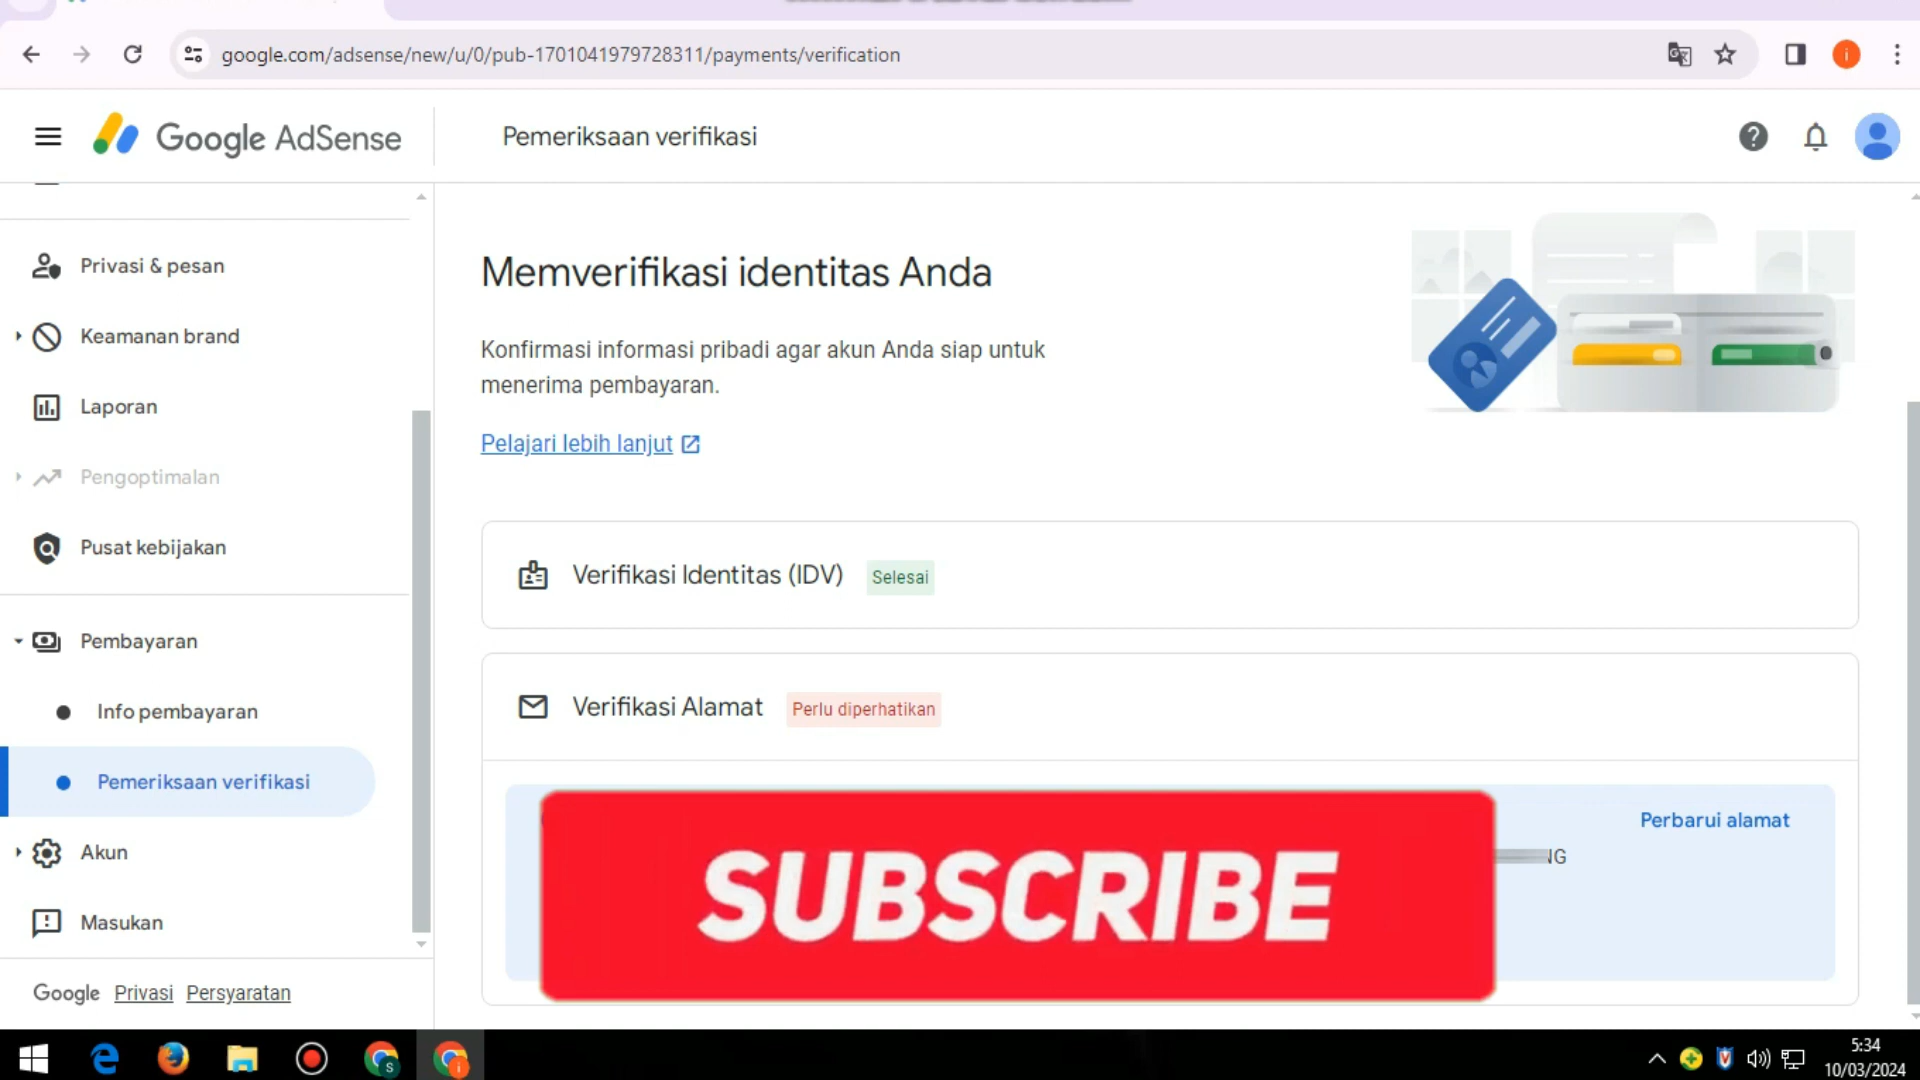 google.com/adsense/new/u/0/pub-1701041979728311/payments/verification
i
Google AdSense
Pemeriksaan verifikasi
Privasi & pesan
Keamanan brand
Laporan
Pengoptimalan
Pusat kebijakan
Pembayaran
Info pembayaran
Pemeriksaan verifikasi
Akun
Masukan
Google Privasi Persyaratan
Memverifikasi identitas Anda
Konfirmasi informasi pribadi agar akun Anda siap untuk
menerima pembayaran.
Pelajari lebih lanjut
Verifikasi Identitas (IDV) Selesai
Verifikasi Alamat Perlu diperhatikan
Perbarui alamat
SUBSCRIBE
5:34
10/03/2024